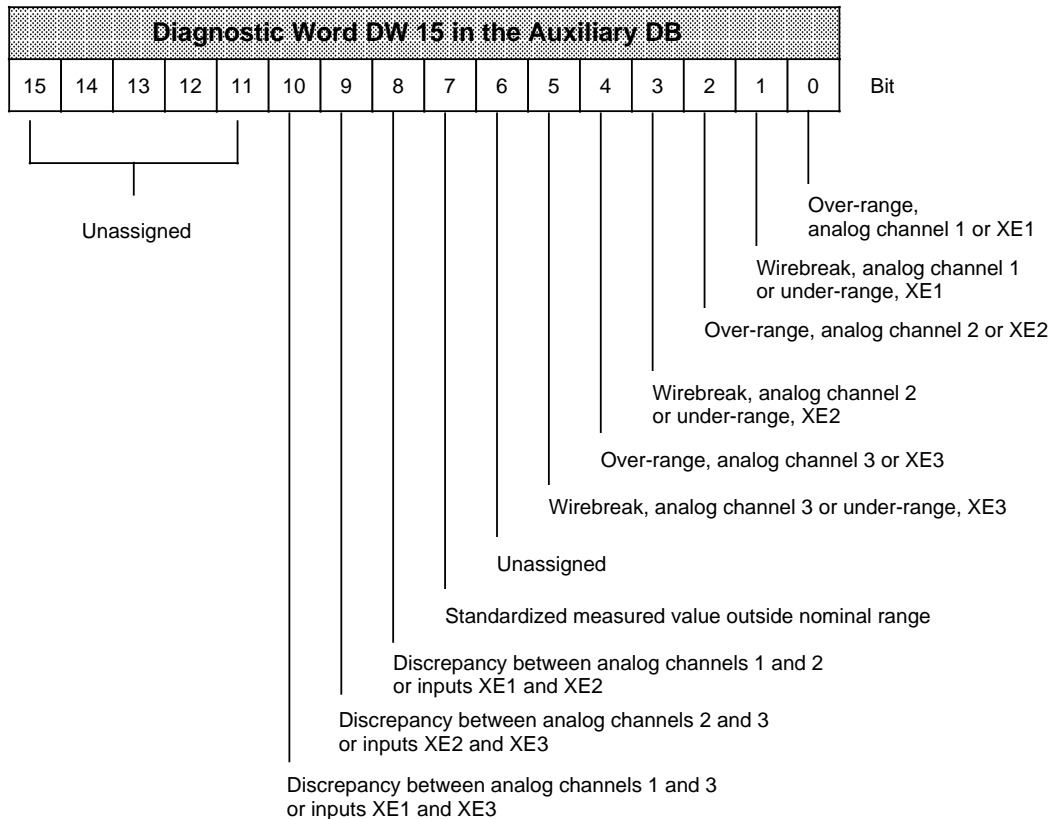 Diagnostic Word DW 15 in the Auxiliary DB
15 14 13 12 11 10 9 8 7 6 5 4 3 2 1 0 Bit
Unassigned
Over-range,
analog channel 1 or XE1
Wirebreak, analog channel 1
or under-range, XE1
Over-range, analog channel 2 or XE2
Wirebreak, analog channel 2
or under-range, XE2
Over-range, analog channel 3 or XE3
Wirebreak, analog channel 3 or under-range, XE3
Unassigned
Standardized measured value outside nominal range
Discrepancy between analog channels 1 and 2
or inputs XE1 and XE2
Discrepancy between analog channels 2 and 3
or inputs XE2 and XE3
Discrepancy between analog channels 1 and 3
or inputs XE1 and XE3